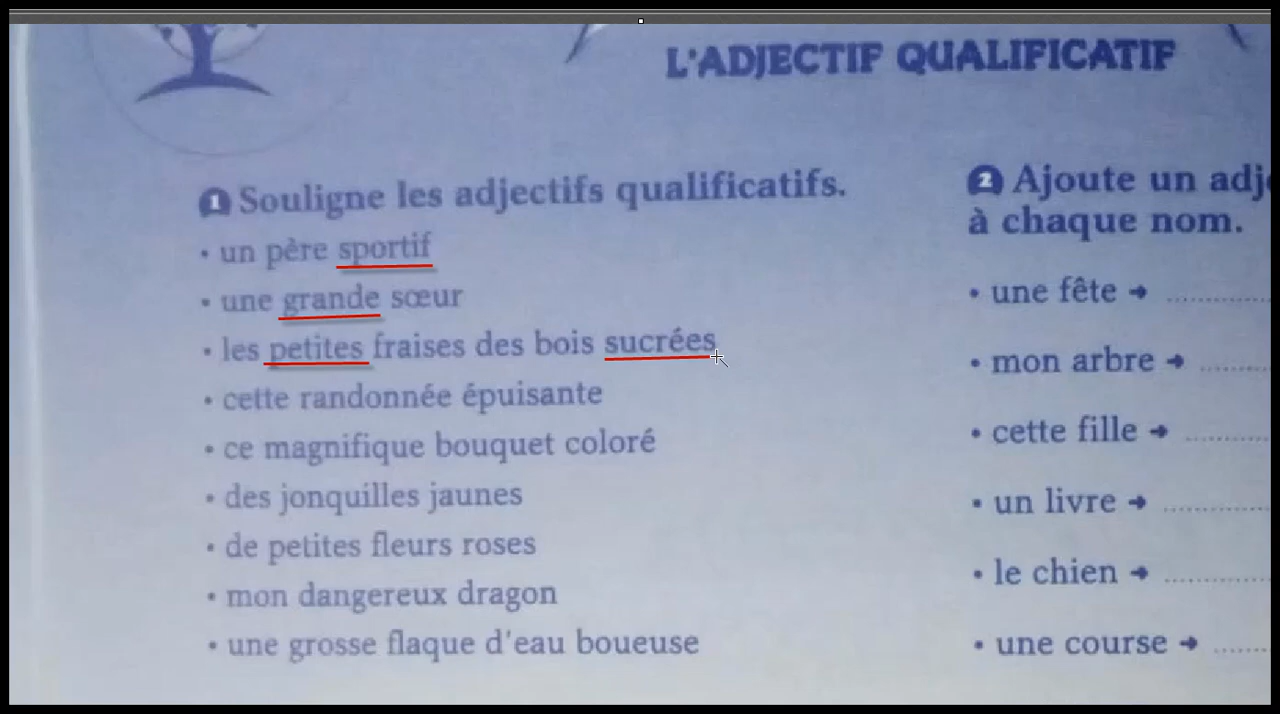 L'ADJECTIF QUALIFICATIF
1 Souligne les adjectifs qualificatifs.
• un père sportif
• une grande sœur
• les petites fraises des bois sucrées
• cette randonnée épuisante
• ce magnifique bouquet coloré
• des jonquilles jaunes
• de petites fleurs roses
• mon dangereux dragon
• une grosse flaque d'eau boueuse
2 Ajoute un
à chaque nom.
• une fête ➜ ..........
• mon arbre ➜ ..........
• cette fille ➜ ..........
• un livre ➜ ..........
• le chien ➜ ..........
• une course ➜ ..........